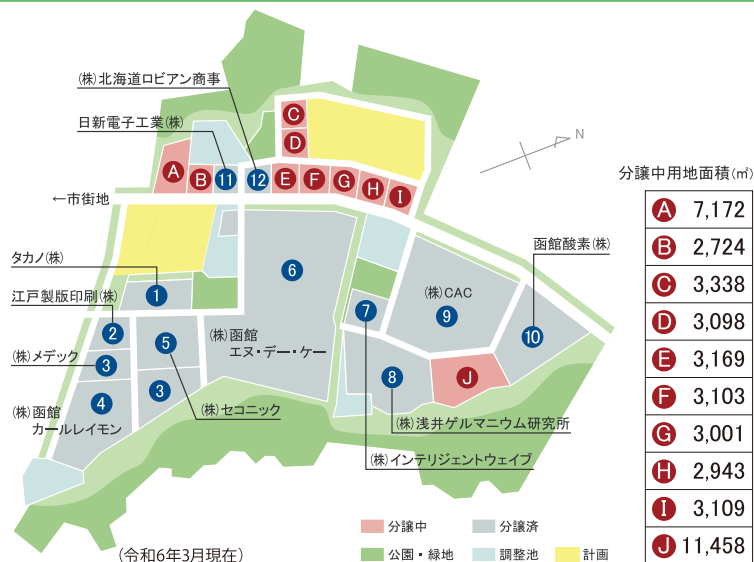 (株)北海道ロビアン商事
日新電子工業(株)
C
D
N
A
B
11
12
E
F
G
H
I
←市街地
タカノ(株)
1
江戸製版印刷(株)
2
(株)メデック
3
5
3
4
(株)函館
カールレイモン
(株)セコニック
6
(株)函館
エヌ・デー・ケー
7
(株)CAC
9
函館酸素(株)
10
8
J
(株)浅井ゲルマニウム研究所
(株)インテリジェントウェイブ
分譲中
分譲済
公園・緑地
調整池
計画
(令和6年3月現在)
分譲中用地面積(㎡)
A 7,172
B 2,724
C 3,338
D 3,098
E 3,169
F 3,103
G 3,001
H 2,943
I 3,109
J 11,458